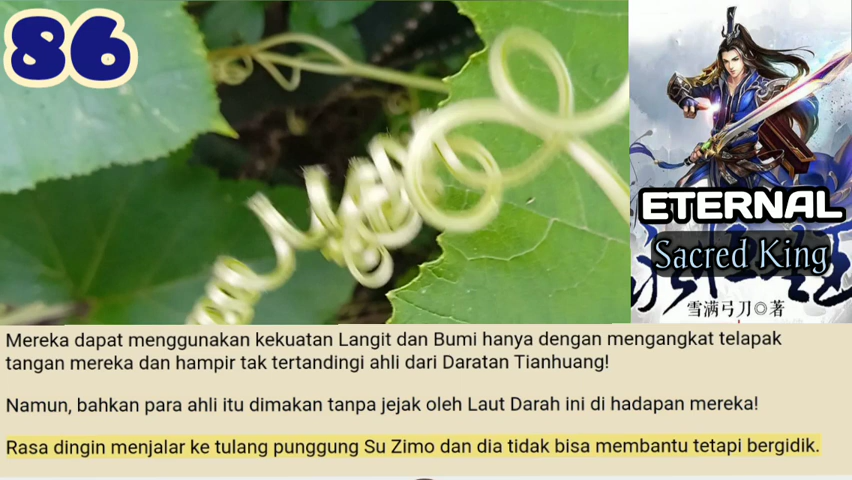 86
ETERNAL
Sacred King
雪满弓刀◎著
Mereka dapat menggunakan kekuatan Langit dan Bumi hanya dengan mengangkat telapak
tangan mereka dan hampir tak tertandingi ahli dari Daratan Tianhuang!
Namun, bahkan para ahli itu dimakan tanpa jejak oleh Laut Darah ini di hadapan mereka!
Rasa dingin menjalar ke tulang punggung Su Zimo dan dia tidak bisa membantu tetapi bergidik.